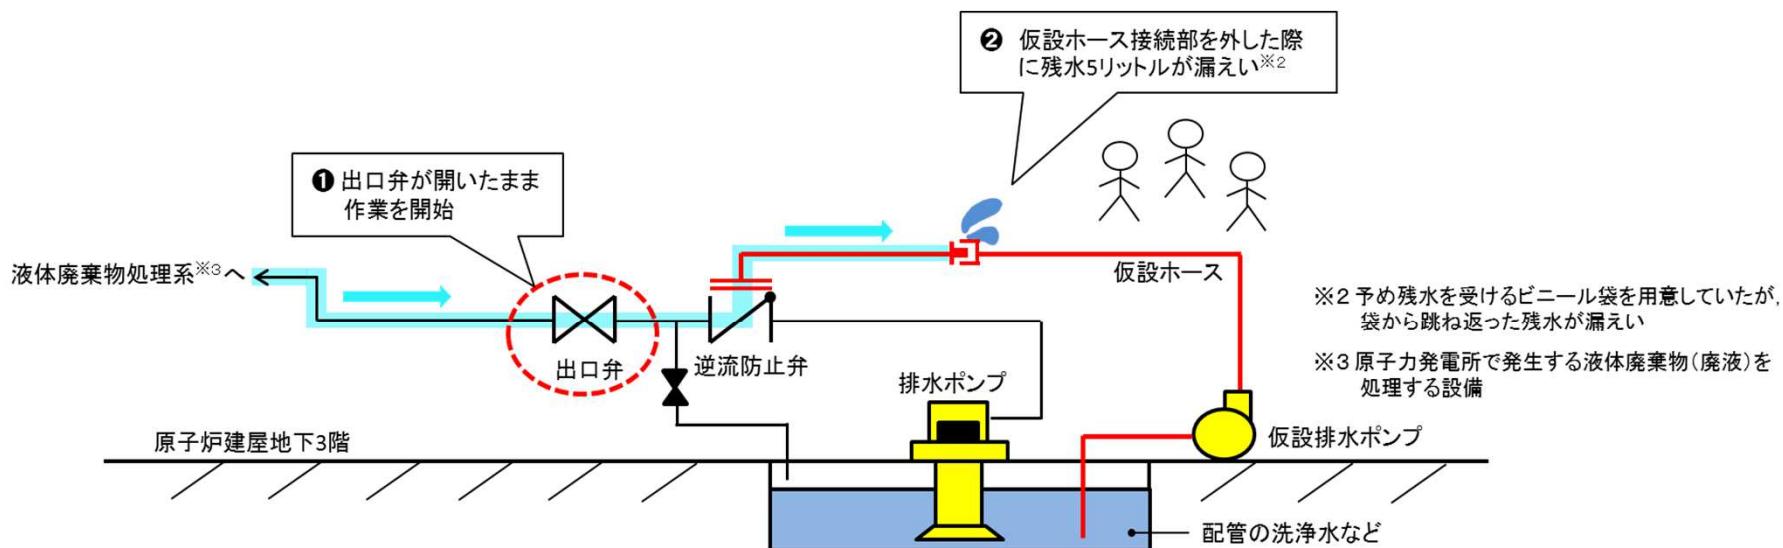 ❷ 仮設ホース接続部を外した際
に残水5リットルが漏えい※2
❶ 出口弁が開いたまま
作業を開始
液体廃棄物処理系※3へ
仮設ホース
※2 予め残水を受けるビニール袋を用意していたが,
袋から跳ね返った残水が漏えい
※3 原子力発電所で発生する液体廃棄物(廃液)を
処理する設備
出口弁
逆流防止弁
排水ポンプ
仮設排水ポンプ
原子炉建屋地下3階
配管の洗浄水など